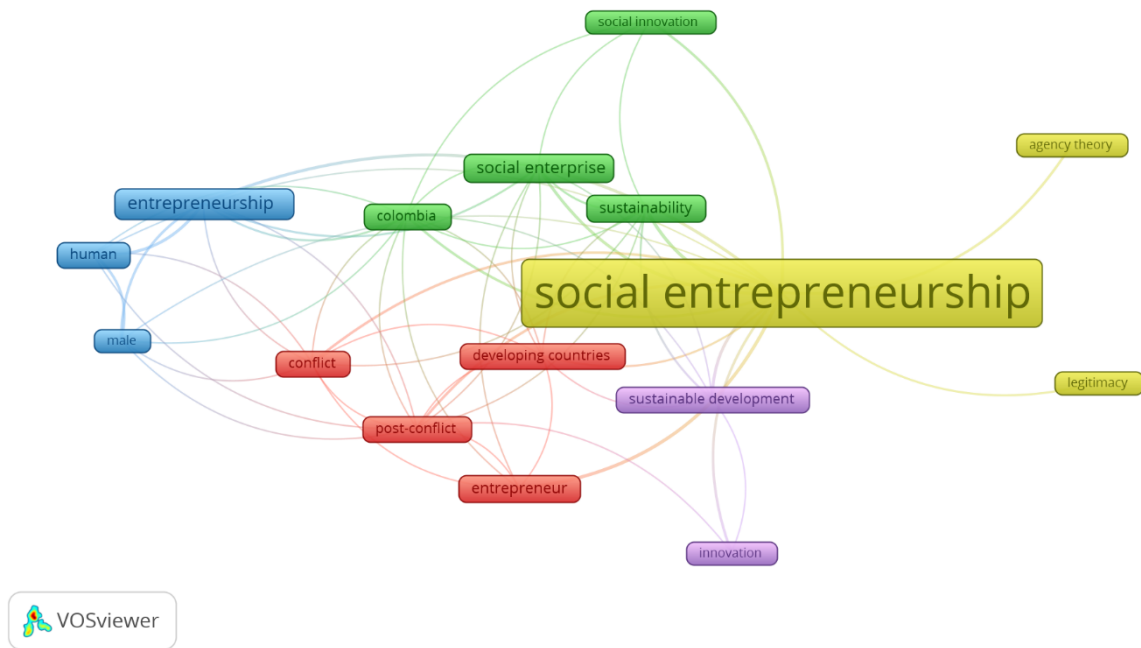 social innovation
agency theory
social enterprise
entrepreneurship
sustainability
colombia
human
social entrepreneurship
male
conflict
developing countries
legitimacy
sustainable development
post-conflict
entrepreneur
innovation
VOSviewer